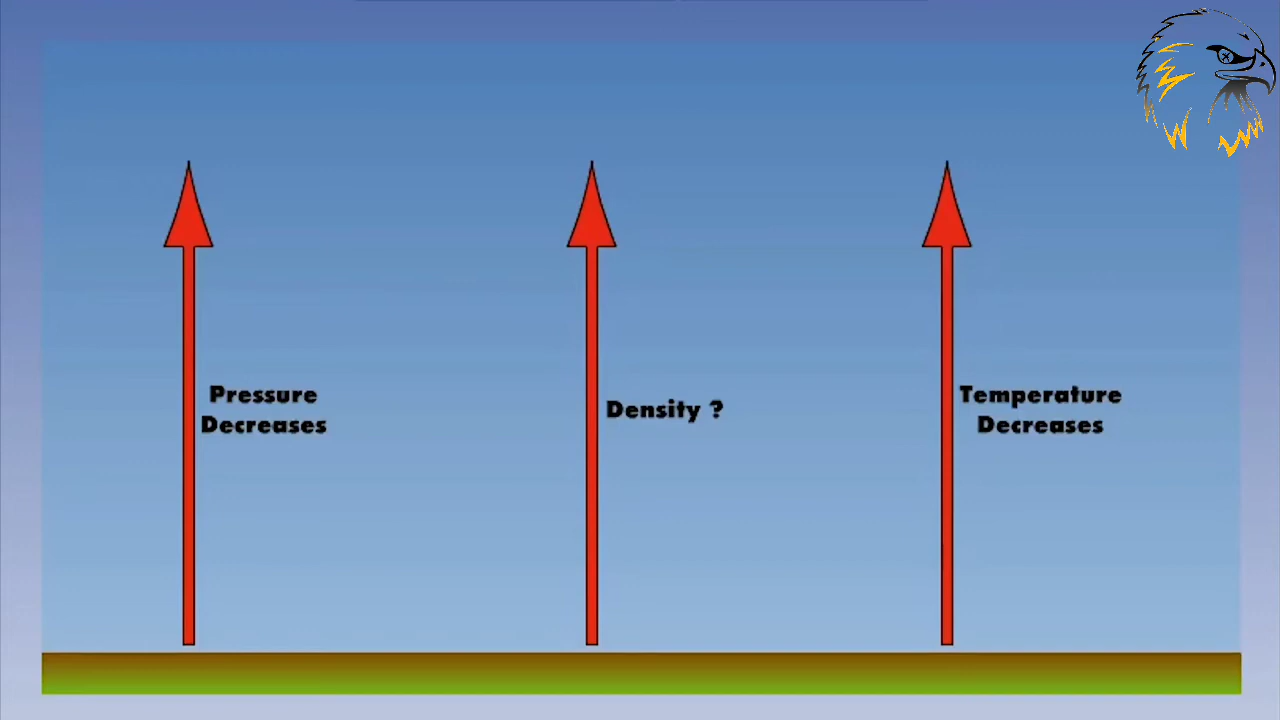 Pressure
Decreases
Density ?
Temperature
Decreases